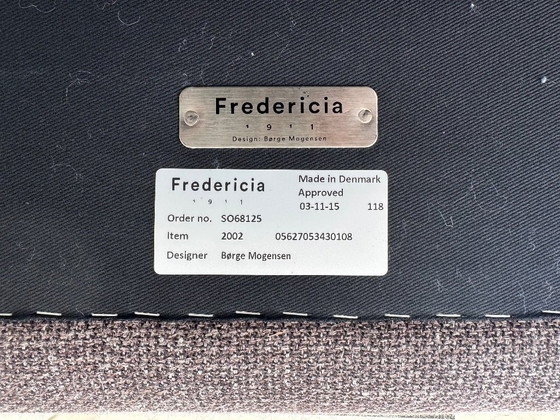 Fredericia
1 9 1 1
Design: Børge Mogensen
Fredericia
1 9 1 1
Made in Denmark
Approved
03-11-15 118
Order no. SO68125
Item 2002 05627053430108
Designer Børge Mogensen